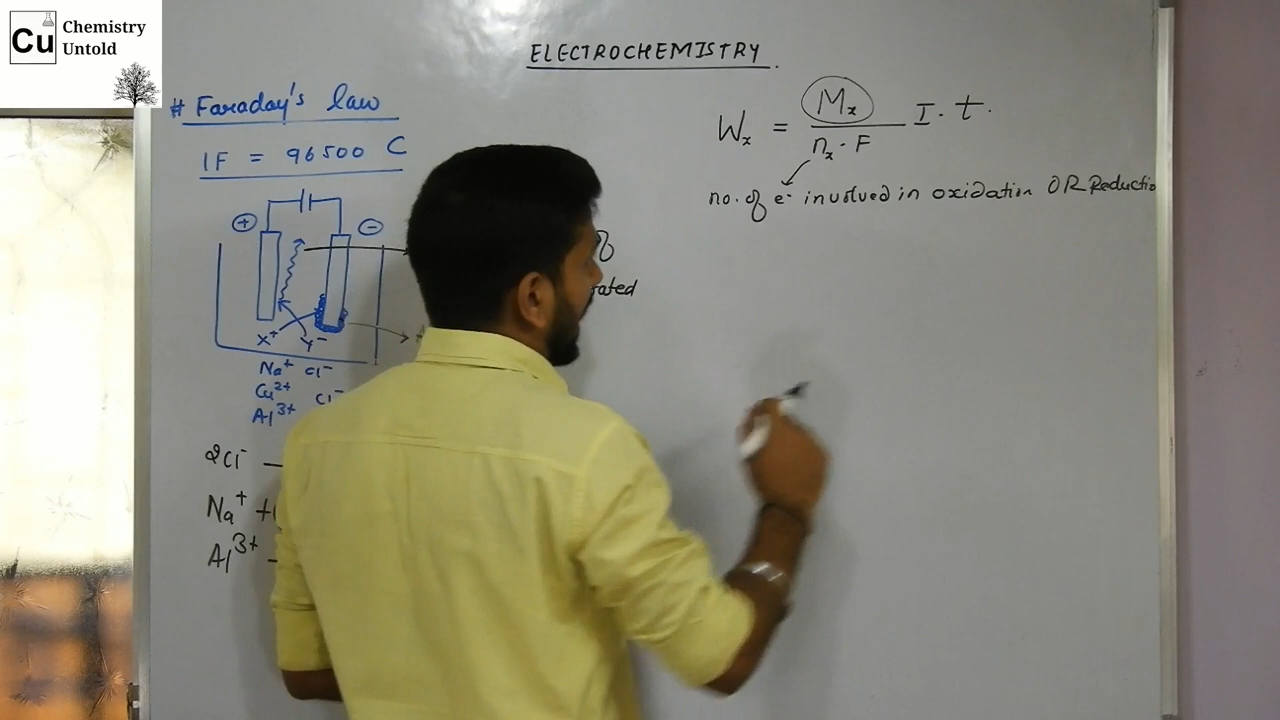 Cu
Chemistry
Untold
ELECTROCHEMISTRY
# Faraday's law
1F = 96500 C
+
-
X+ Y-
Na+ Cl-
Cu2+ Cl-
Al3+
2Cl- —
Na+ +
Al3+ —
Wx = Mx / nx · F I · t.
no. of e- involved in oxidation OR Reductio